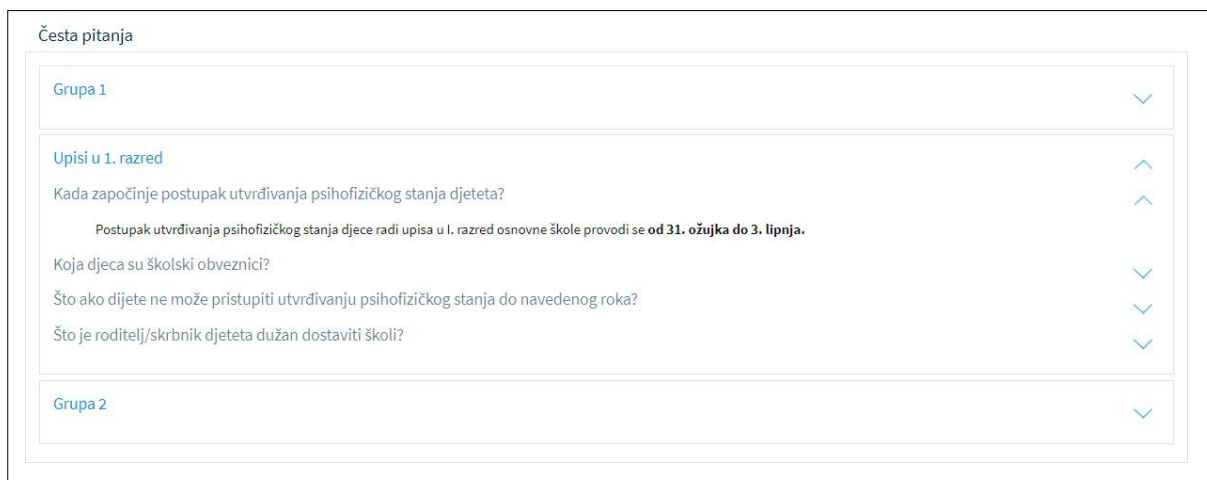 Česta pitanja
Grupa 1
Upisi u 1. razred
Kada započinje postupak utvrđivanja psihofizičkog stanja djeteta?
Postupak utvrđivanja psihofizičkog stanja djece radi upisa u I. razred osnovne škole provodi se od 31. ožujka do 3. lipnja.
Koja djeca su školski obveznici?
Što ako dijete ne može pristupiti utvrđivanju psihofizičkog stanja do navedenog roka?
Što je roditelj/skrbnik djeteta dužan dostaviti školi?
Grupa 2